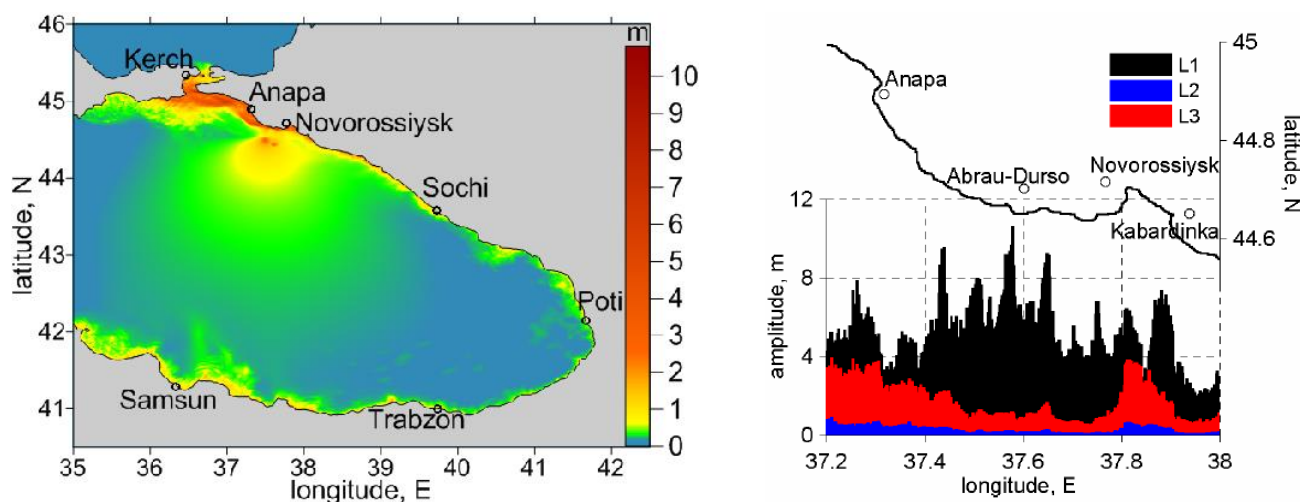 46
45
44
43
42
41
latitude, N
35
36
37
38
39
40
41
42
longitude, E
Kerch
Anapa
Novorossiysk
Sochi
Poti
Samsun
Trabzon
m
10
9
8
7
6
5
4
3
2
1
0
Anapa
Abrau-Durso
Novorossiysk
Kabardinka
L1
L2
L3
45
44.8
44.6
latitude, N
12
8
4
0
amplitude, m
37.2
37.4
37.6
37.8
38
longitude, E